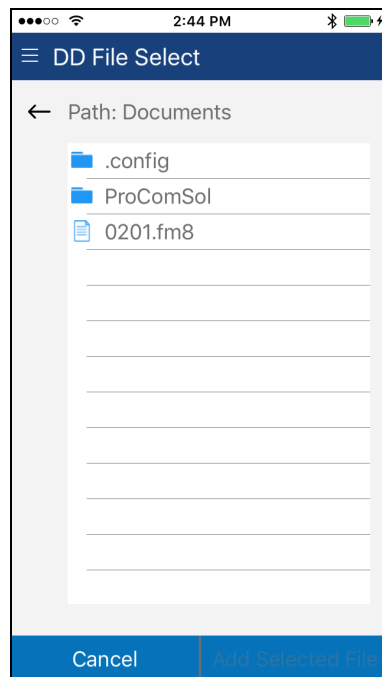 2:44 PM
DD File Select
Path: Documents
.config
ProComSol
0201.fm8
Cancel
Add Selected File